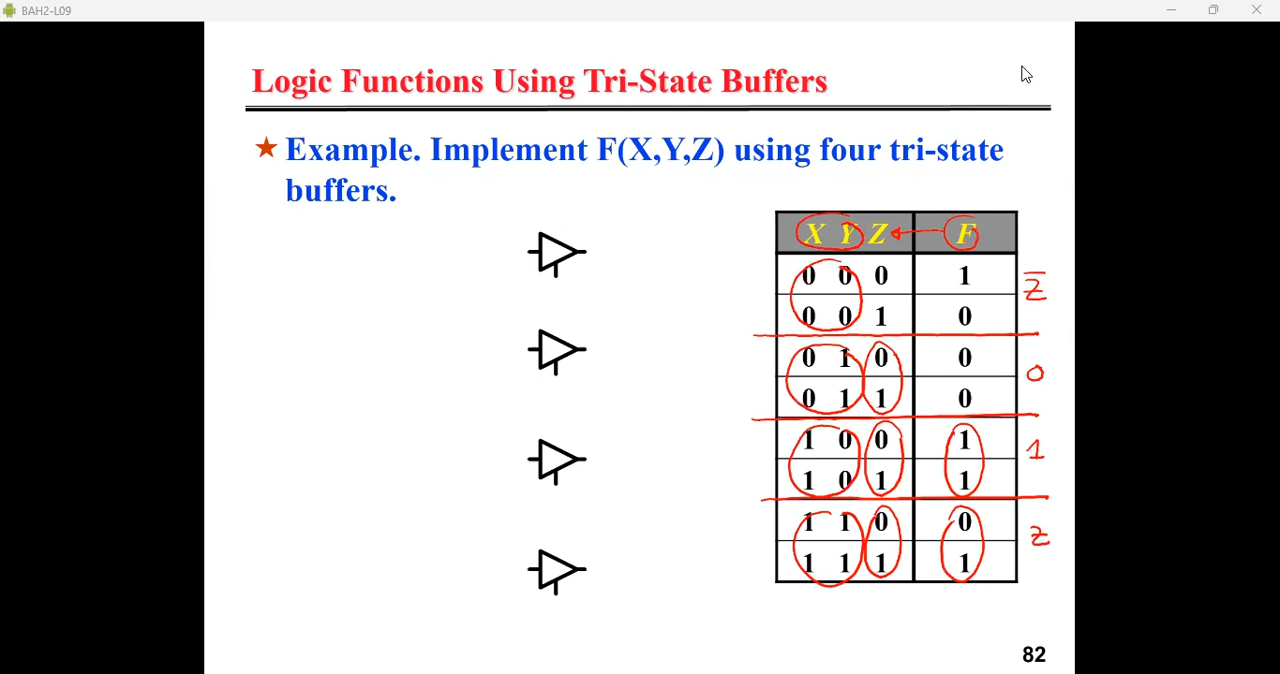 BAH2-L09
Logic Functions Using Tri-State Buffers
★ Example. Implement F(X,Y,Z) using four tri-state
buffers.
X Y Z F
0 0 0 1
0 0 1 0
Z̅
0 1 0 0
0 1 1 0
0
1 0 0 1
1 0 1 1
1
1 1 0 0
1 1 1 1
Z
82